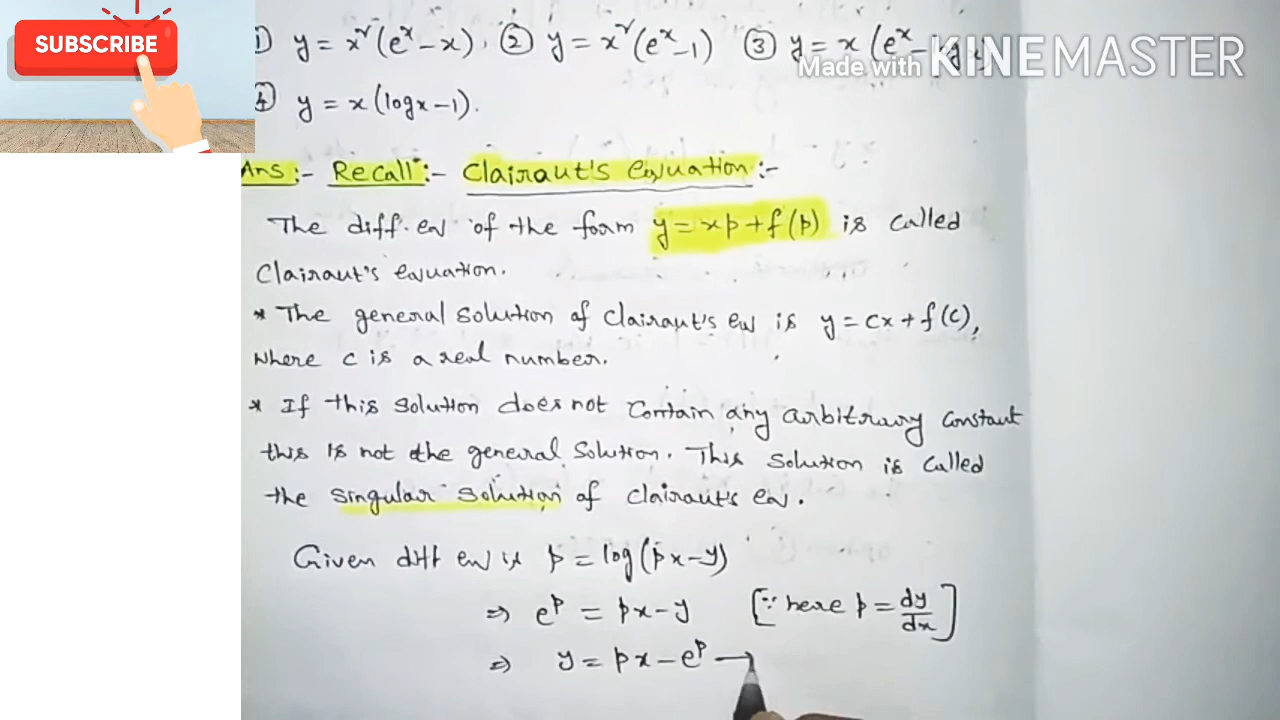 SUBSCRIBE
① y = x²(eˣ - x). ② y = x²(eˣ - 1) ③ y = x (eˣ -
Made with KINEMASTER
④ y = x (logx - 1).
Ans :- Recall :- Clairaut's Equation :-
The diff. eq of the form y = xp + f(p) is called
Clairaut's equation.
* The general solution of Clairaut's eq is y = cx + f(c),
where c is a real number.
* If this solution does not contain any arbitrary constant
this is not the general solution. This solution is called
the singular solution of Clairaut's eq.
Given diff eq is p = log(px - y)
⇒ eᵖ = px - y [∵ here p = dy/dx]
⇒ y = px - eᵖ →